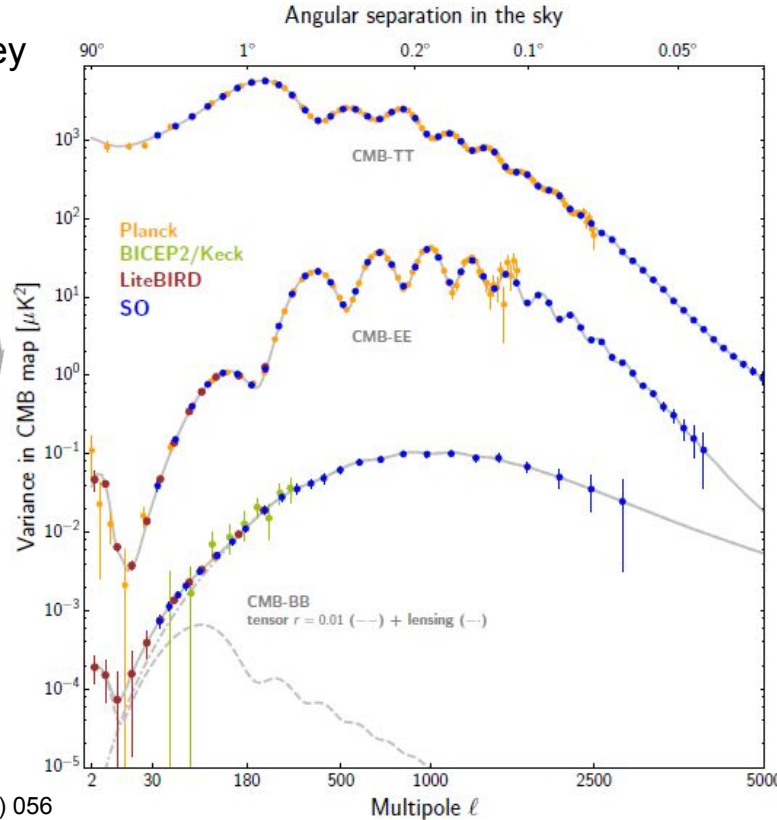 Angular separation in the sky
ey
90° 1° 0.2° 0.1° 0.05°
10³
CMB-TT
10²
Planck
BICEP2/Keck
LiteBIRD
SO
10¹
CMB-EE
10⁰
Variance in CMB map [μK²]
10⁻¹
10⁻²
CMB-BB
tensor r = 0.01 (−−) + lensing (−·)
10⁻³
10⁻⁴
10⁻⁵
2 30 180 500 1000 2500 5000
) 056
Multipole ℓ